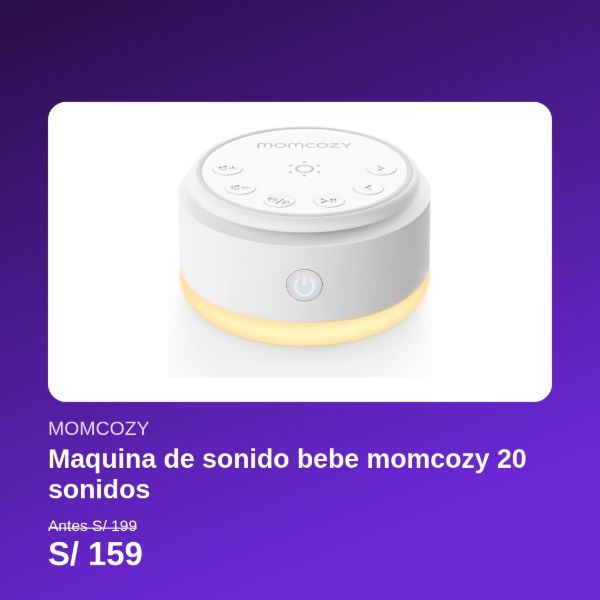 MOMCOZY
MOMCOZY
Maquina de sonido bebe momcozy 20
sonidos
Antes S/ 199
S/ 159